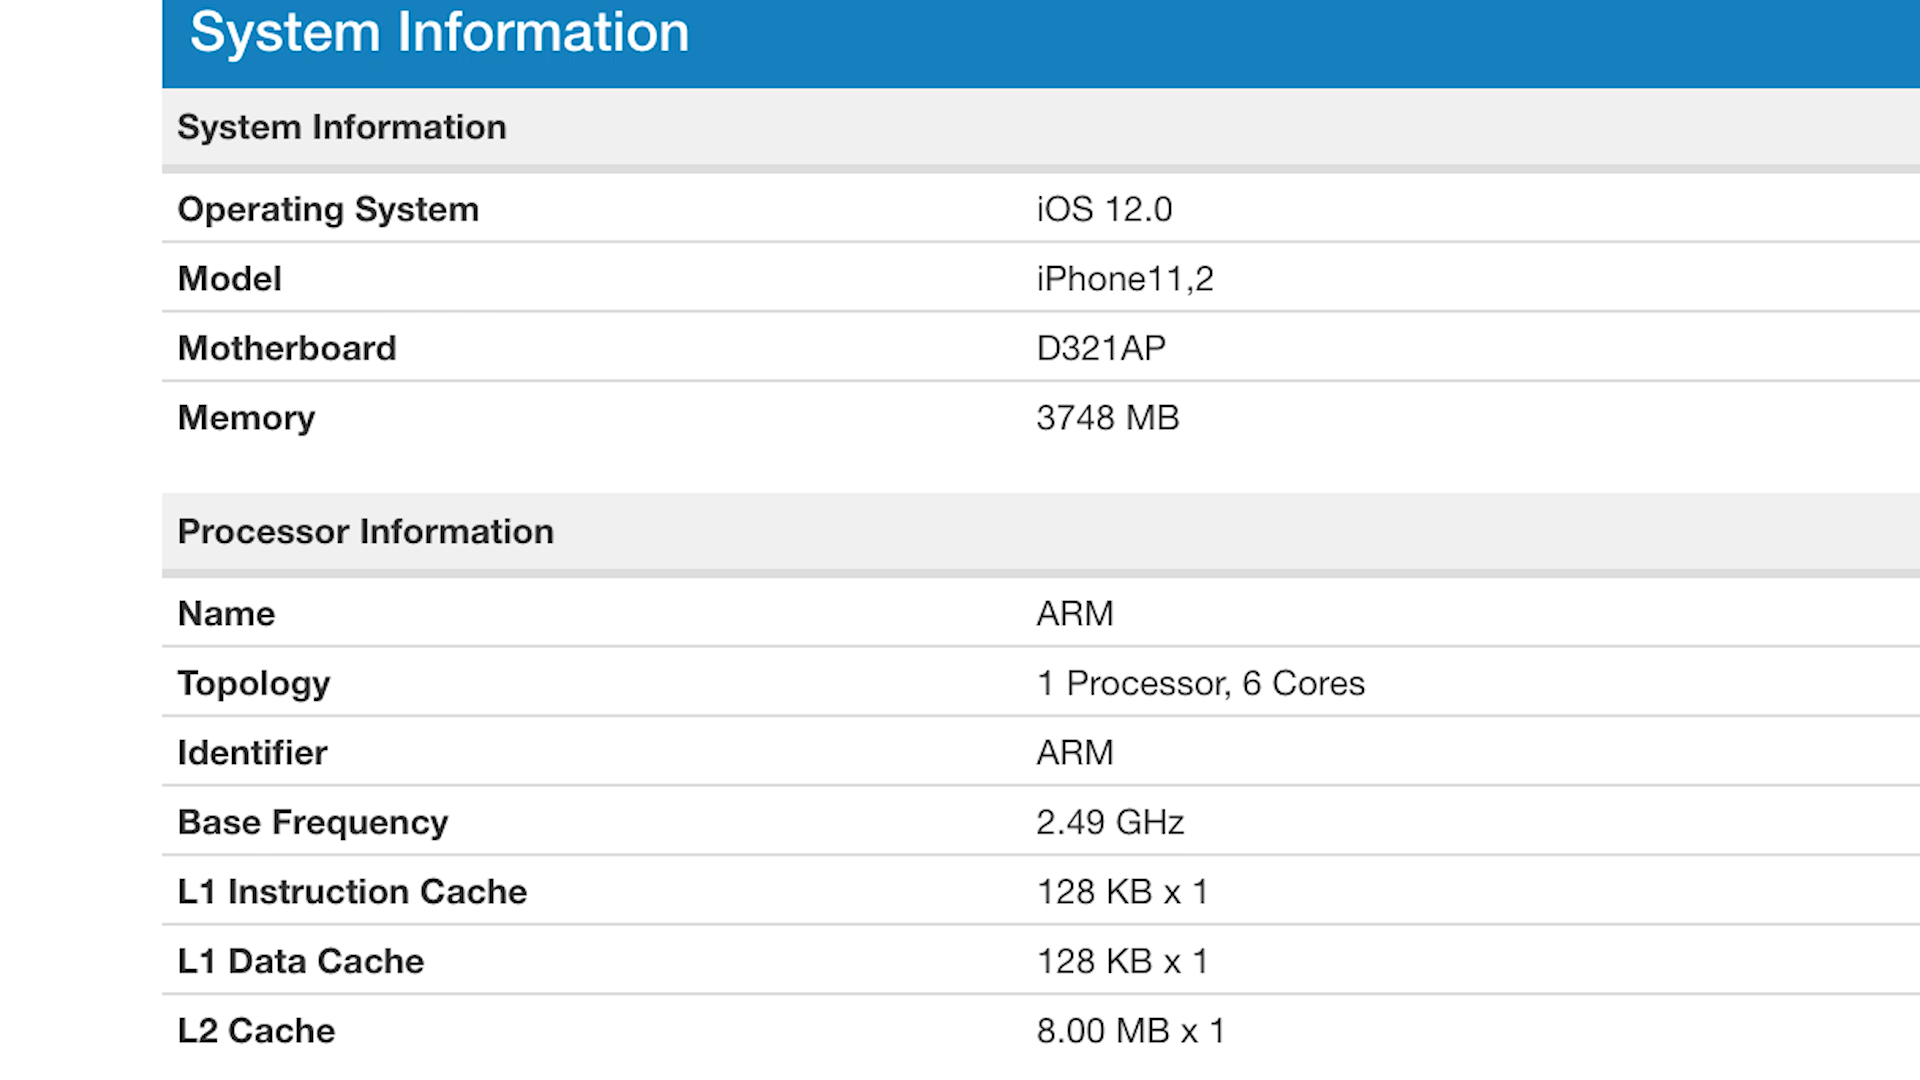 System Information
System Information
Operating System iOS 12.0
Model iPhone11,2
Motherboard D321AP
Memory 3748 MB
Processor Information
Name ARM
Topology 1 Processor, 6 Cores
Identifier ARM
Base Frequency 2.49 GHz
L1 Instruction Cache 128 KB x 1
L1 Data Cache 128 KB x 1
L2 Cache 8.00 MB x 1